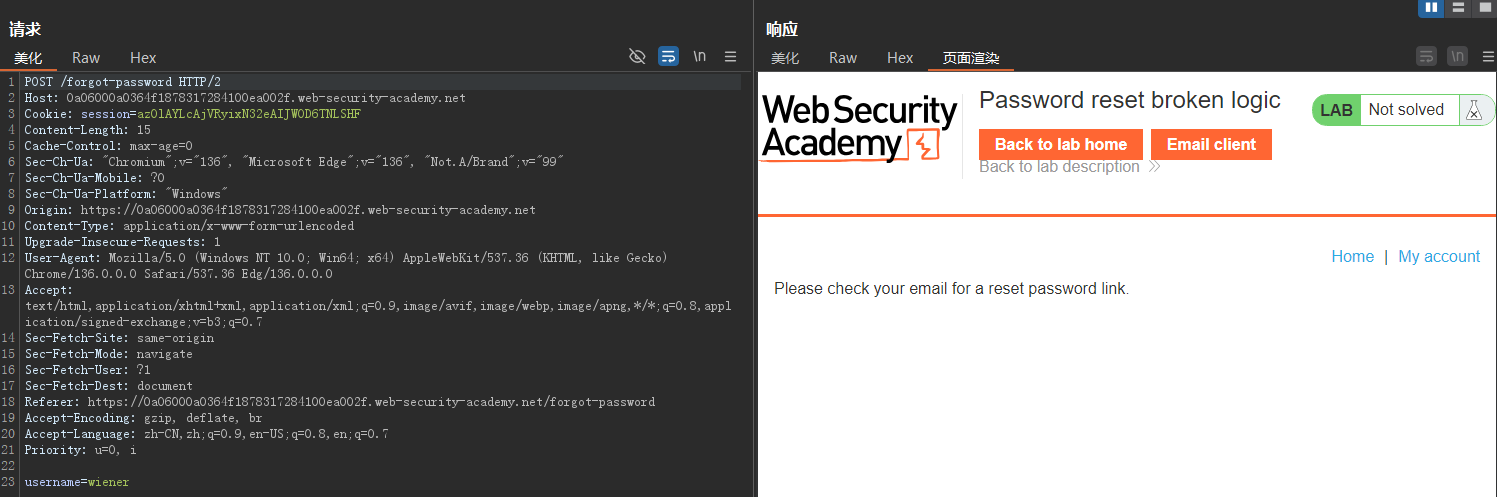 请求
美化 Raw Hex \n
1 POST /forgot-password HTTP/2
2 Host: 0a06000a0364f1878317284100ea002f.web-security-academy.net
3 Cookie: session=azOlAYLcAjVRyixN32eAIJWOD6TNLSHF
4 Content-Length: 15
5 Cache-Control: max-age=0
6 Sec-Ch-Ua: "Chromium";v="136", "Microsoft Edge";v="136", "Not.A/Brand";v="99"
7 Sec-Ch-Ua-Mobile: ?0
8 Sec-Ch-Ua-Platform: "Windows"
9 Origin: https://0a06000a0364f1878317284100ea002f.web-security-academy.net
10 Content-Type: application/x-www-form-urlencoded
11 Upgrade-Insecure-Requests: 1
12 User-Agent: Mozilla/5.0 (Windows NT 10.0; Win64; x64) AppleWebKit/537.36 (KHTML, like Gecko)
Chrome/136.0.0.0 Safari/537.36 Edg/136.0.0.0
13 Accept:
text/html,application/xhtml+xml,application/xml;q=0.9,image/avif,image/webp,image/apng,*/*;q=0.8,appl
ication/signed-exchange;v=b3;q=0.7
14 Sec-Fetch-Site: same-origin
15 Sec-Fetch-Mode: navigate
16 Sec-Fetch-User: ?1
17 Sec-Fetch-Dest: document
18 Referer: https://0a06000a0364f1878317284100ea002f.web-security-academy.net/forgot-password
19 Accept-Encoding: gzip, deflate, br
20 Accept-Language: zh-CN,zh;q=0.9,en-US;q=0.8,en;q=0.7
21 Priority: u=0, i
22
23 username=wiener
响应
美化 Raw Hex 页面渲染 \n
Web Security
Academy
Password reset broken logic
LAB Not solved
Back to lab home Email client
Back to lab description
Home | My account
Please check your email for a reset password link.